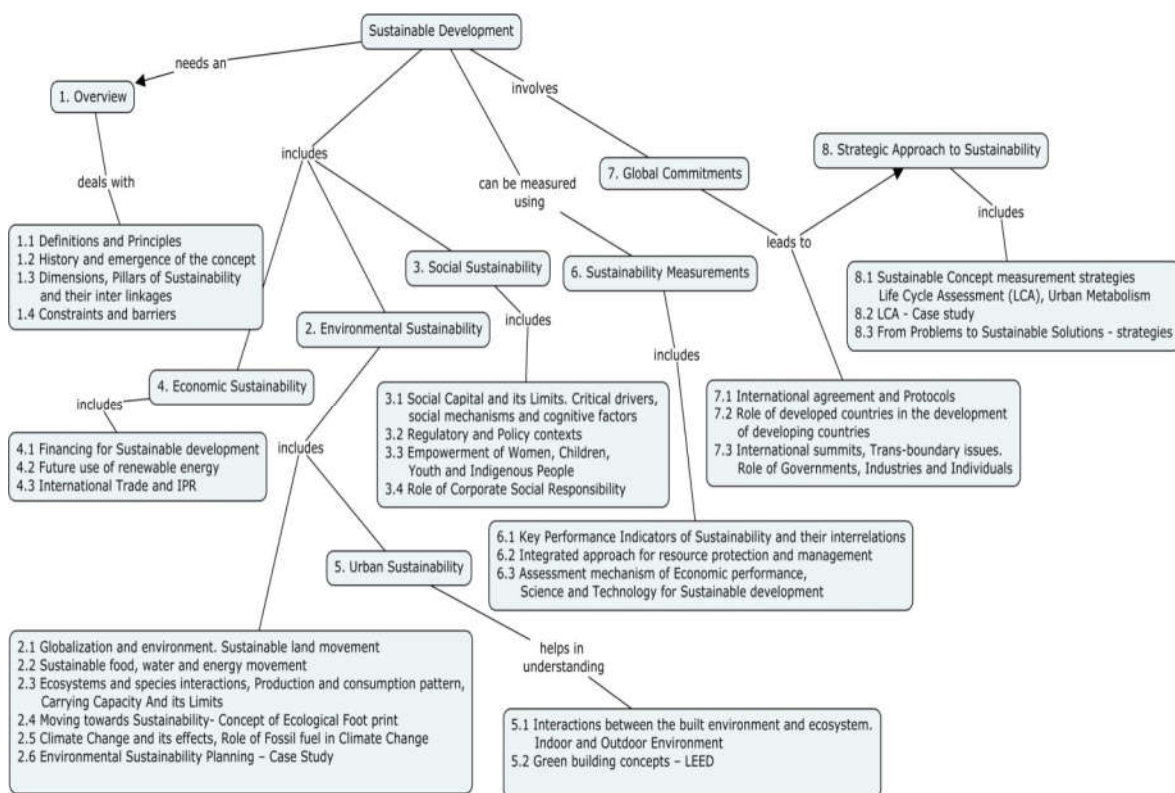 Sustainable Development
needs an
involves
1. Overview
includes
8. Strategic Approach to Sustainability
7. Global Commitments
deals with
can be measured
using
includes
leads to
1.1 Definitions and Principles
1.2 History and emergence of the concept
1.3 Dimensions, Pillars of Sustainability
and their inter linkages
1.4 Constraints and barriers
3. Social Sustainability
6. Sustainability Measurements
8.1 Sustainable Concept measurement strategies
Life Cycle Assessment (LCA), Urban Metabolism
8.2 LCA - Case study
8.3 From Problems to Sustainable Solutions - strategies
2. Environmental Sustainability
includes
includes
4. Economic Sustainability
includes
3.1 Social Capital and its Limits. Critical drivers,
social mechanisms and cognitive factors
3.2 Regulatory and Policy contexts
3.3 Empowerment of Women, Children,
Youth and Indigenous People
3.4 Role of Corporate Social Responsibility
7.1 International agreement and Protocols
7.2 Role of developed countries in the development
of developing countries
7.3 International summits, Trans-boundary issues.
Role of Governments, Industries and Individuals
4.1 Financing for Sustainable development
4.2 Future use of renewable energy
4.3 International Trade and IPR
includes
6.1 Key Performance Indicators of Sustainability and their interrelations
6.2 Integrated approach for resource protection and management
6.3 Assessment mechanism of Economic performance,
Science and Technology for Sustainable development
5. Urban Sustainability
2.1 Globalization and environment. Sustainable land movement
2.2 Sustainable food, water and energy movement
2.3 Ecosystems and species interactions, Production and consumption pattern,
Carrying Capacity And its Limits
2.4 Moving towards Sustainability- Concept of Ecological Foot print
2.5 Climate Change and its effects, Role of Fossil fuel in Climate Change
2.6 Environmental Sustainability Planning – Case Study
helps in
understanding
5.1 Interactions between the built environment and ecosystem.
Indoor and Outdoor Environment
5.2 Green building concepts – LEED